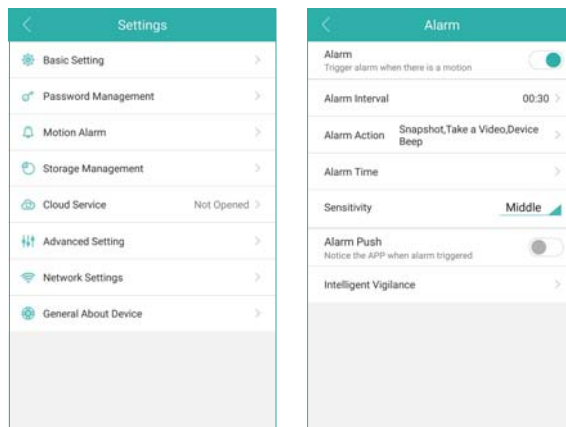 Settings
Basic Setting
Password Management
Motion Alarm
Storage Management
Cloud Service Not Opened
Advanced Setting
Network Settings
General About Device
Alarm
Alarm
Trigger alarm when there is a motion
Alarm Interval 00:30
Alarm Action Snapshot,Take a Video,Device
Beep
Alarm Time
Sensitivity Middle
Alarm Push
Notice the APP when alarm triggered
Intelligent Vigilance